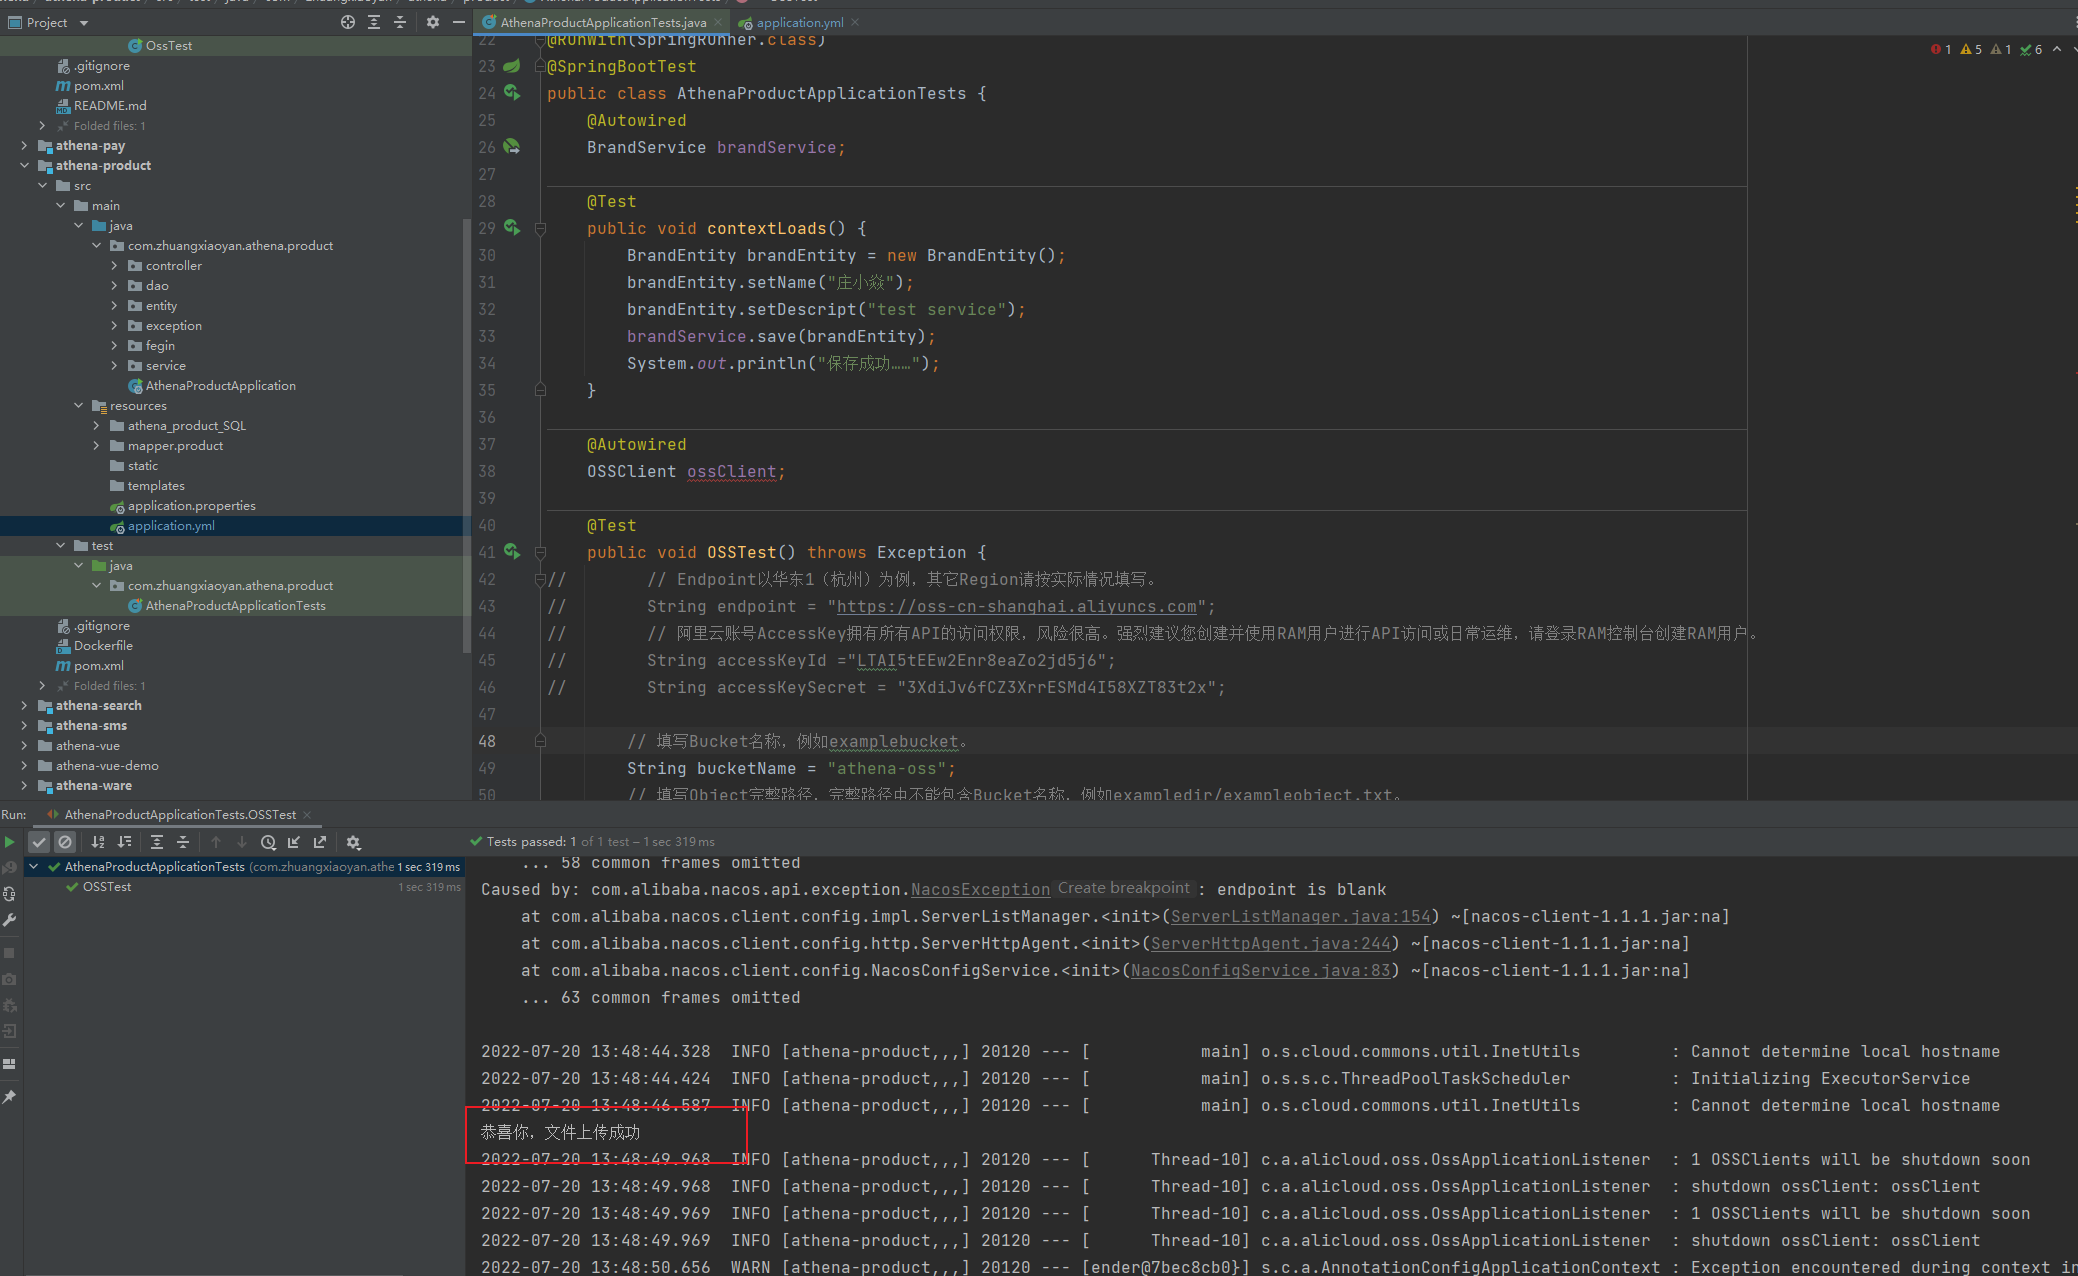 Project
OssTest
.gitignore
pom.xml
README.md
Folded files: 1
athena-pay
athena-product
src
main
java
com.zhuangxiaoyan.athena.product
controller
dao
entity
exception
fegin
service
AthenaProductApplication
resources
athena_product_SQL
mapper.product
static
templates
application.properties
application.yml
test
java
com.zhuangxiaoyan.athena.product
AthenaProductApplicationTests
.gitignore
Dockerfile
pom.xml
Folded files: 1
athena-search
athena-sms
athena-vue
athena-vue-demo
athena-ware
AthenaProductApplicationTests.java
application.yml
1 5 1 6
22 @RunWith(SpringRunner.class)
23 @SpringBootTest
24 public class AthenaProductApplicationTests {
25 @Autowired
26 BrandService brandService;
27
28 @Test
29 public void contextLoads() {
30 BrandEntity brandEntity = new BrandEntity();
31 brandEntity.setName("庄小焱");
32 brandEntity.setDescript("test service");
33 brandService.save(brandEntity);
34 System.out.println("保存成功……");
35 }
36
37 @Autowired
38 OSSClient ossClient;
39
40 @Test
41 public void OSSTest() throws Exception {
42 // // Endpoint以华东1（杭州）为例，其它Region请按实际情况填写。
43 // String endpoint = "https://oss-cn-shanghai.aliyuncs.com";
44 // // 阿里云账号AccessKey拥有所有API的访问权限，风险很高。强烈建议您创建并使用RAM用户进行API访问或日常运维，请登录RAM控制台创建RAM用户。
45 // String accessKeyId ="LTAI5tEEw2Enr8eaZo2jd5j6";
46 // String accessKeySecret = "3XdiJv6fCZ3XrrESMd4I58XZT83t2x";
47
48 // 填写Bucket名称，例如examplebucket。
49 String bucketName = "athena-oss";
50 // 填写Object完整路径，完整路径中不能包含Bucket名称，例如exampledir/exampleobject.txt。
Run: AthenaProductApplicationTests.OSSTest
Tests passed: 1 of 1 test – 1 sec 319 ms
AthenaProductApplicationTests (com.zhuangxiaoyan.athe 1 sec 319 ms
OSSTest 1 sec 319 ms
... 58 common frames omitted
Caused by: com.alibaba.nacos.api.exception.NacosException Create breakpoint : endpoint is blank
at com.alibaba.nacos.client.config.impl.ServerListManager.<init>(ServerListManager.java:154) ~[nacos-client-1.1.1.jar:na]
at com.alibaba.nacos.client.config.http.ServerHttpAgent.<init>(ServerHttpAgent.java:244) ~[nacos-client-1.1.1.jar:na]
at com.alibaba.nacos.client.config.NacosConfigService.<init>(NacosConfigService.java:83) ~[nacos-client-1.1.1.jar:na]
... 63 common frames omitted
2022-07-20 13:48:44.328 INFO [athena-product,,,] 20120 --- [ main] o.s.cloud.commons.util.InetUtils : Cannot determine local hostname
2022-07-20 13:48:44.424 INFO [athena-product,,,] 20120 --- [ main] o.s.s.c.ThreadPoolTaskScheduler : Initializing ExecutorService
2022-07-20 13:48:46.587 INFO [athena-product,,,] 20120 --- [ main] o.s.cloud.commons.util.InetUtils : Cannot determine local hostname
恭喜你，文件上传成功
2022-07-20 13:48:49.968 INFO [athena-product,,,] 20120 --- [ Thread-10] c.a.alicloud.oss.OssApplicationListener : 1 OSSClients will be shutdown soon
2022-07-20 13:48:49.968 INFO [athena-product,,,] 20120 --- [ Thread-10] c.a.alicloud.oss.OssApplicationListener : shutdown ossClient: ossClient
2022-07-20 13:48:49.969 INFO [athena-product,,,] 20120 --- [ Thread-10] c.a.alicloud.oss.OssApplicationListener : 1 OSSClients will be shutdown soon
2022-07-20 13:48:49.969 INFO [athena-product,,,] 20120 --- [ Thread-10] c.a.alicloud.oss.OssApplicationListener : shutdown ossClient: ossClient
2022-07-20 13:48:50.656 WARN [athena-product,,,] 20120 --- [ender@7bec8cb0}] s.c.a.AnnotationConfigApplicationContext : Exception encountered during context in